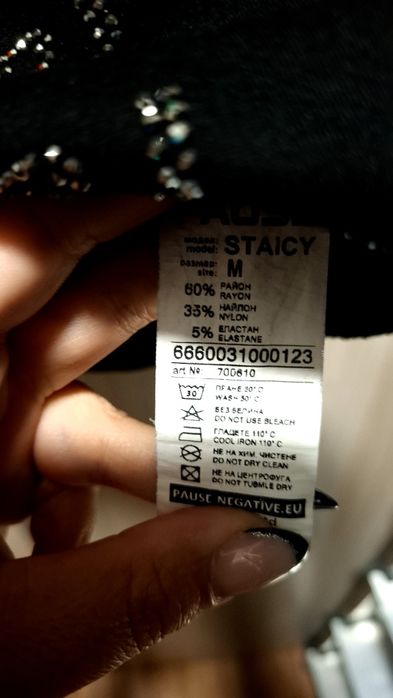 модел:
model: STAICY
размер:
size: M
60% РАЙОН
RAYON
35% НАЙЛОН
NYLON
5% ЕЛАСТАН
ELASTANE
6660031000123
art №: 700610
30 ПРАНЕ 30° C
WASH 30° C
БЕЗ БЕЛИНА
DO NOT USE BLEACH
ГЛАДЕТЕ 110° C
COOL IRON 110° C
НЕ НА ХИМ. ЧИСТЕНЕ
DO NOT DRY CLEAN
НЕ НА ЦЕНТРОФУГА
DO NOT TUMBLE DRY
PAUSE NEGATIVE.EU